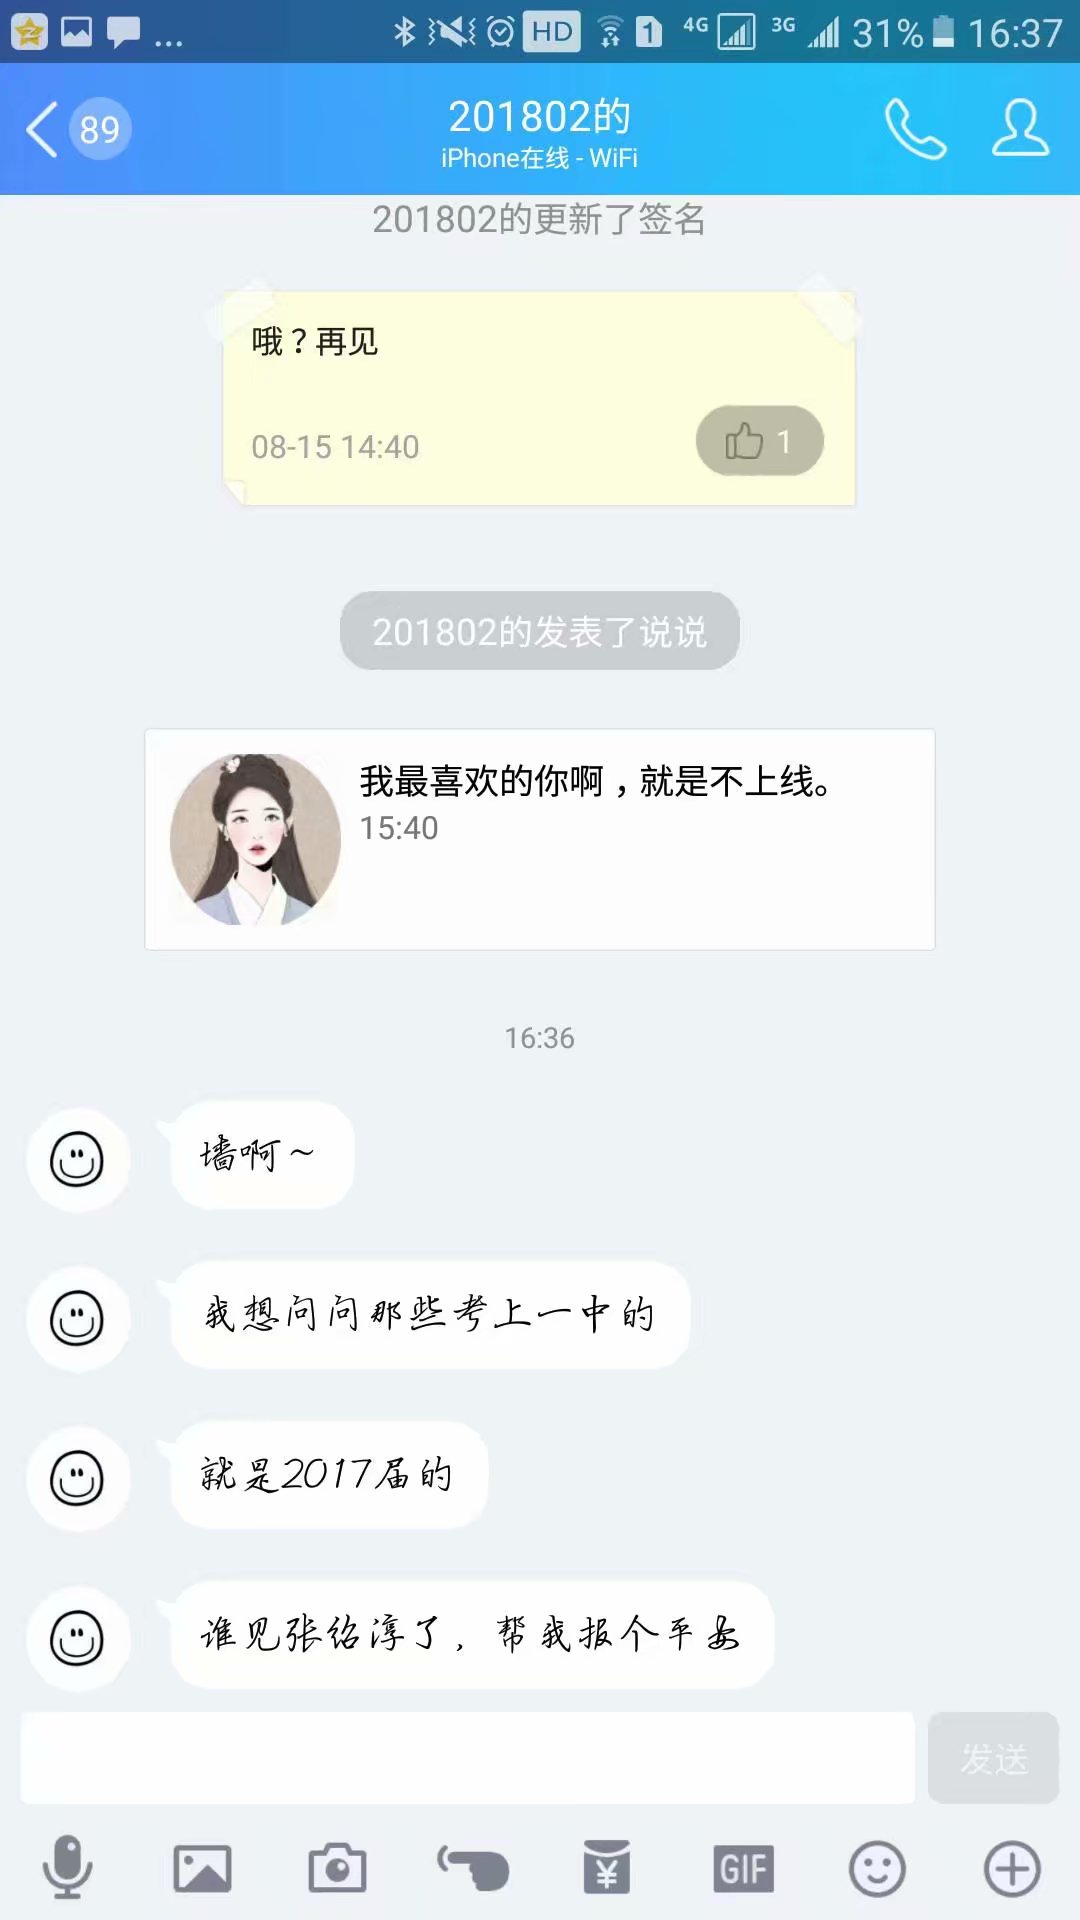 HD 1 4G 3G 31% 16:37
89
201802的
iPhone在线 - WiFi
201802的更新了签名
哦？再见
08-15 14:40
1
201802的发表了说说
我最喜欢的你啊，就是不上线。
15:40
16:36
墙啊～
我想问问那些考上一中的
就是2017届的
谁见张绍淳了，帮我报个平安
发送
GIF